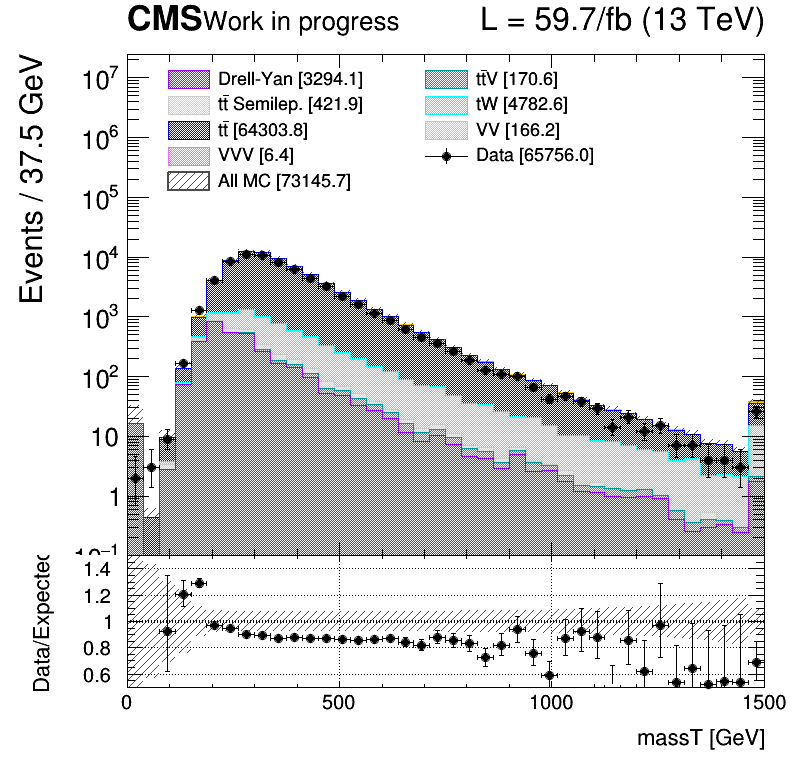 CMS Work in progress L = 59.7/fb (13 TeV)
Events / 37.5 GeV
10⁷
10⁶
10⁵
10⁴
10³
10²
10
1
10⁻¹
Drell-Yan [3294.1]
tt̄ Semilep. [421.9]
tt̄ [64303.8]
VVV [6.4]
All MC [73145.7]
tt̄V [170.6]
tW [4782.6]
VV [166.2]
Data [65756.0]
Data/Expected
1.4
1.2
1
0.8
0.6
0 500 1000 1500
massT [GeV]